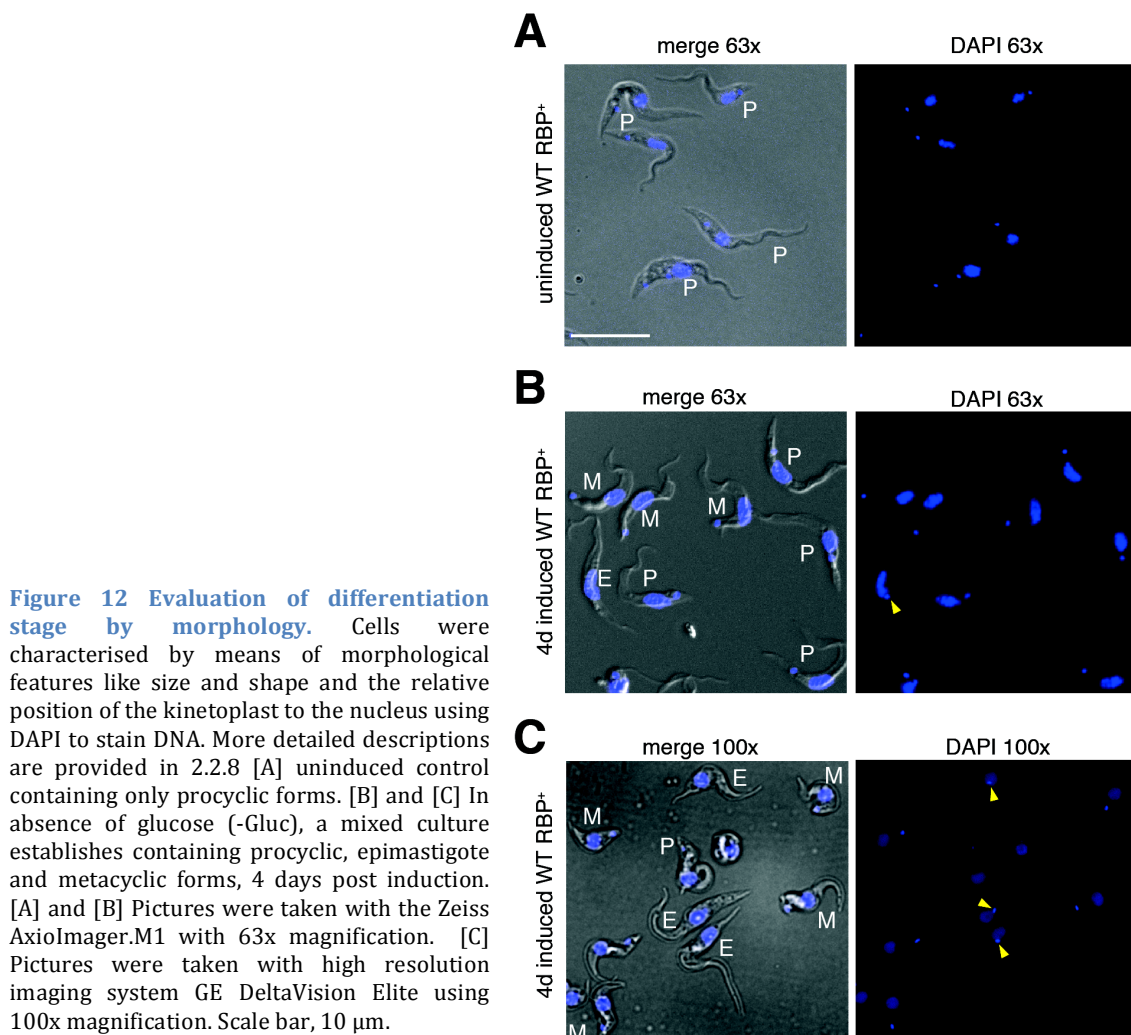 A
merge 63x
DAPI 63x
uninduced WT RBP⁺
P
P
P
P
B
merge 63x
DAPI 63x
4d induced WT RBP⁺
P
M
M
M
P
E
P
P
C
merge 100x
DAPI 100x
4d induced WT RBP⁺
E
M
M
P
M
E
E
M
Figure 12 Evaluation of differentiation
stage by morphology. Cells were
characterised by means of morphological
features like size and shape and the relative
position of the kinetoplast to the nucleus using
DAPI to stain DNA. More detailed descriptions
are provided in 2.2.8 [A] uninduced control
containing only procyclic forms. [B] and [C] In
absence of glucose (-Gluc), a mixed culture
establishes containing procyclic, epimastigote
and metacyclic forms, 4 days post induction.
[A] and [B] Pictures were taken with the Zeiss
AxioImager.M1 with 63x magnification. [C]
Pictures were taken with high resolution
imaging system GE DeltaVision Elite using
100x magnification. Scale bar, 10 µm.